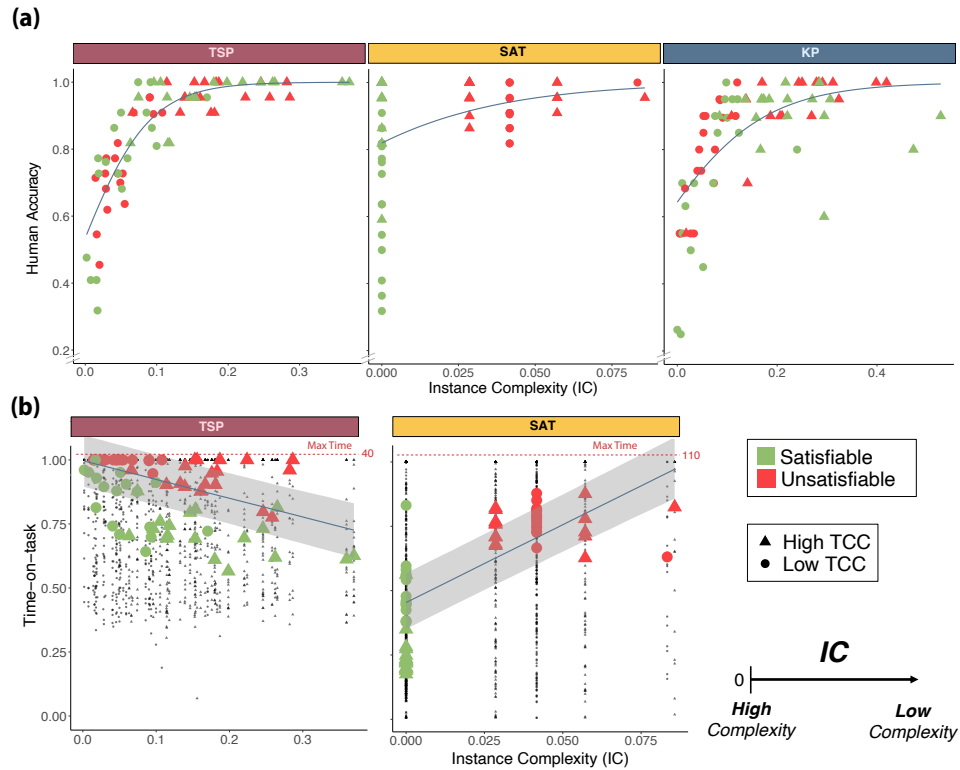 (a)
TSP
SAT
KP
Human Accuracy
1.0
0.8
0.6
0.4
0.2
0.0 0.1 0.2 0.3
0.000 0.025 0.050 0.075
0.0 0.2 0.4
Instance Complexity (IC)
(b)
TSP
SAT
Max Time
40
Max Time
110
Time-on-task
1.00
0.75
0.50
0.25
0.00
0.0 0.1 0.2 0.3
0.000 0.025 0.050 0.075
Instance Complexity (IC)
Satisfiable
Unsatisfiable
High TCC
Low TCC
IC
0
High Complexity
Low Complexity